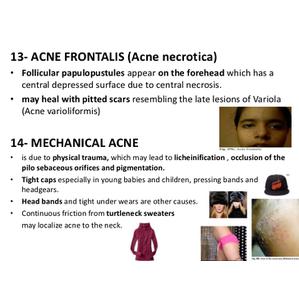 13- ACNE FRONTALIS (Acne necrotica)
• Follicular papulopustules appear on the forehead which has a
central depressed surface due to central necrosis.
• may heal with pitted scars resembling the late lesions of Variola
(Acne varioliformis)
14- MECHANICAL ACNE
• is due to physical trauma, which may lead to licheinification , occlusion of the
pilo sebaceous orifices and pigmentation.
• Tight caps especially in young babies and children, pressing bands and
headgears.
• Head bands and tight under wears are other causes.
• Continuous friction from turtleneck sweaters
may localize acne to the neck.